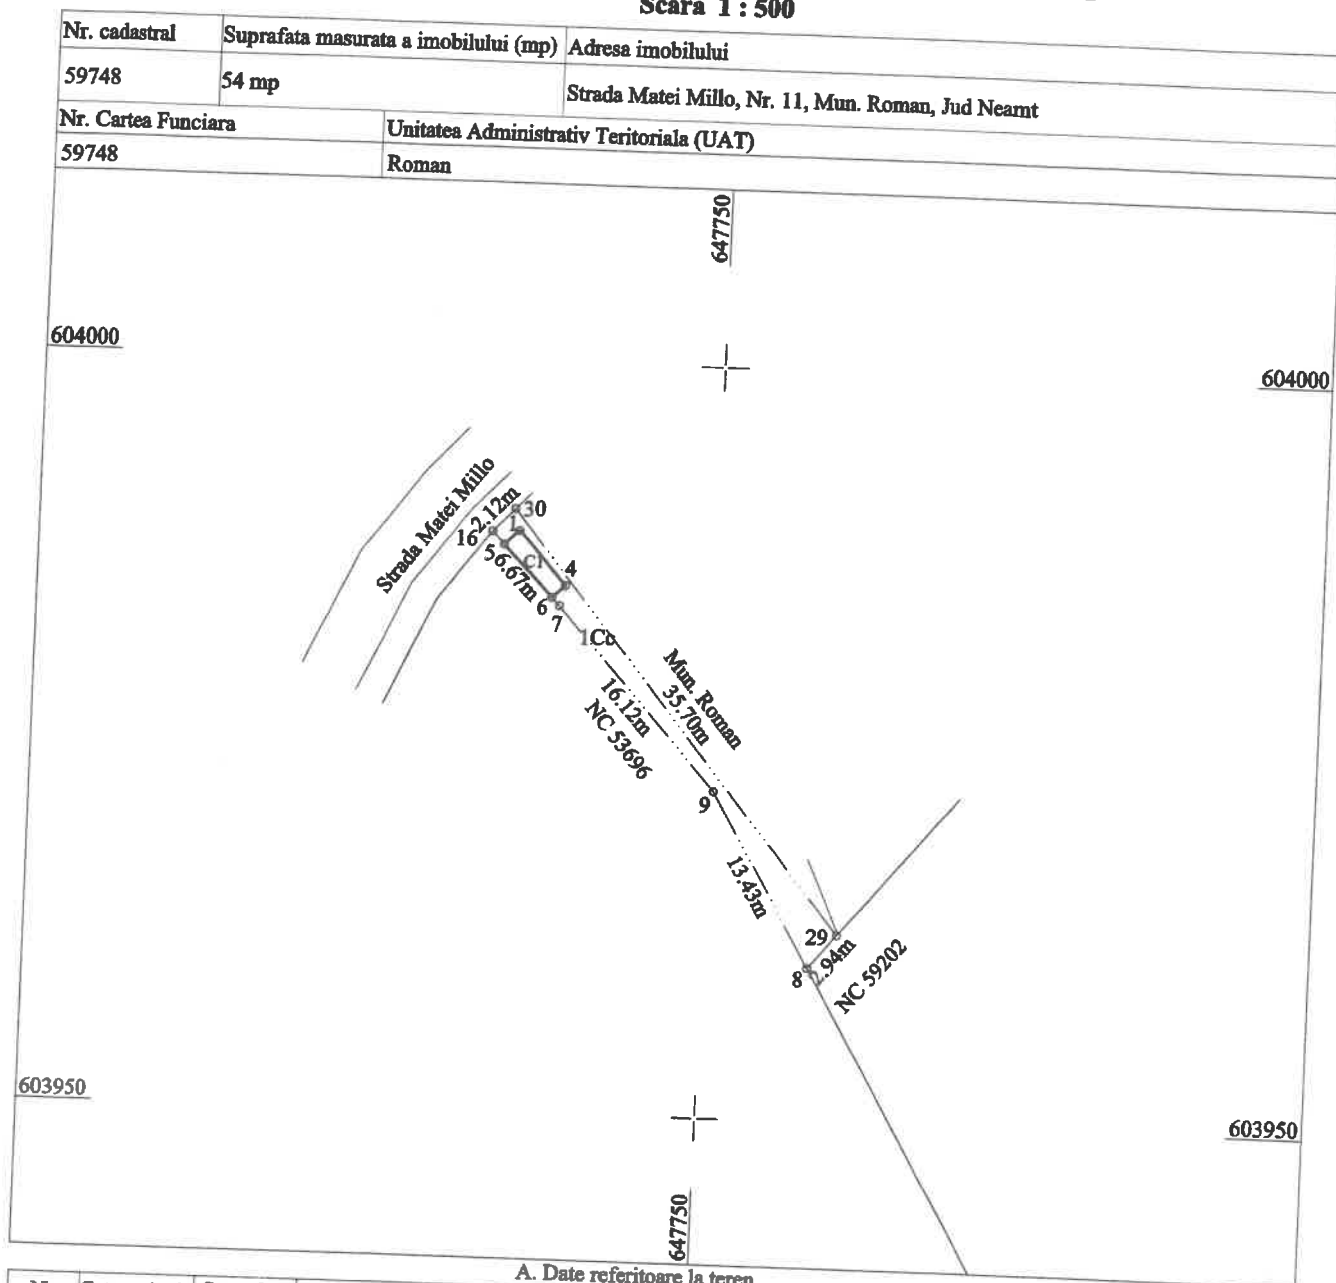 Scara 1 : 500
Nr. cadastral Suprafata masurata a imobilului (mp) Adresa imobilului
59748 54 mp Strada Matei Millo, Nr. 11, Mun. Roman, Jud Neamt
Nr. Cartea Funciara Unitatea Administrativ Teritoriala (UAT)
59748 Roman
647750
604000
604000
Strada Matei Millo
2.12m
30
16
1
C1
5
6.67m
4
6
7
1Cc
Mun. Roman
35.70m
16.12m
NC 53696
9
13.43m
29
2.94m
8
NC 59202
603950
603950
647750
A. Date referitoare la teren